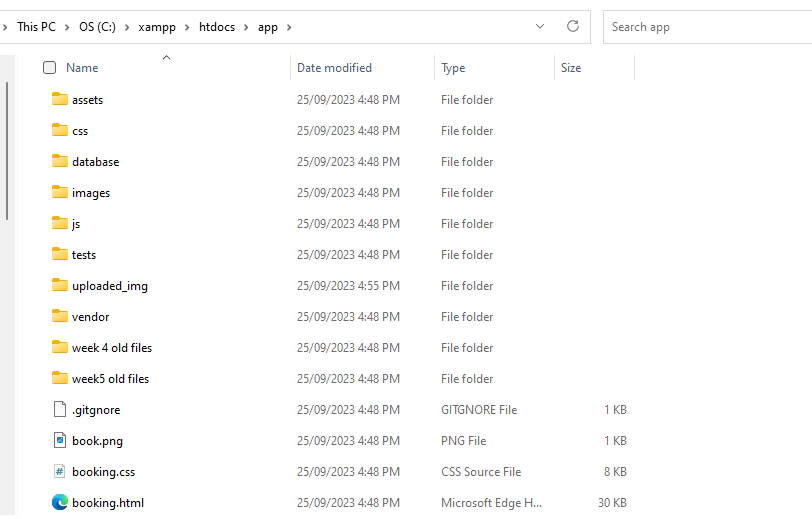 This PC > OS (C:) > xampp > htdocs > app > Search app
Name Date modified Type Size
assets 25/09/2023 4:48 PM File folder
css 25/09/2023 4:48 PM File folder
database 25/09/2023 4:48 PM File folder
images 25/09/2023 4:48 PM File folder
js 25/09/2023 4:48 PM File folder
tests 25/09/2023 4:48 PM File folder
uploaded_img 25/09/2023 4:55 PM File folder
vendor 25/09/2023 4:48 PM File folder
week 4 old files 25/09/2023 4:48 PM File folder
week5 old files 25/09/2023 4:48 PM File folder
.gitgnore 25/09/2023 4:48 PM GITGNORE File 1 KB
book.png 25/09/2023 4:48 PM PNG File 1 KB
booking.css 25/09/2023 4:48 PM CSS Source File 8 KB
booking.html 25/09/2023 4:48 PM Microsoft Edge H... 30 KB